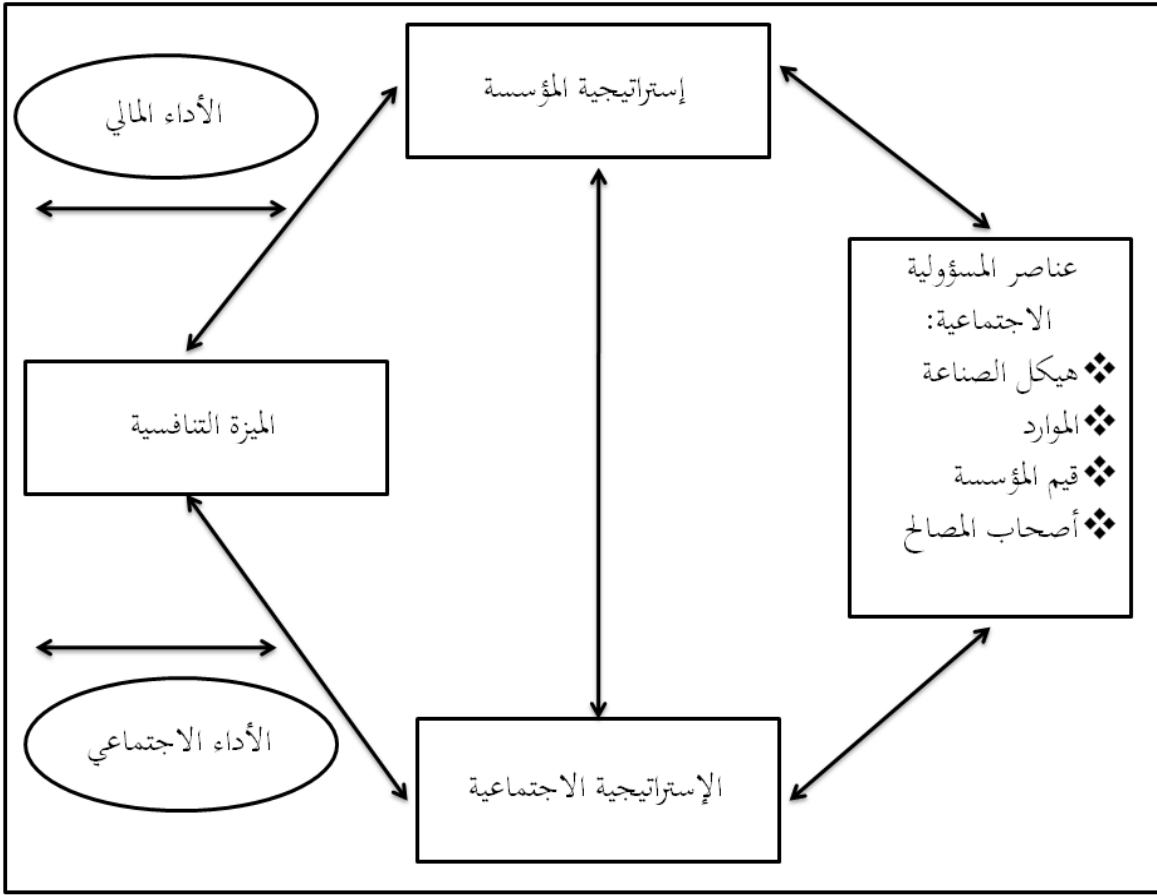 إستراتيجية المؤسسة
الأداء المالي
عناصر المسؤولية
الاجتماعية:
❖ هيكل الصناعة
❖ الموارد
❖ قيم المؤسسة
❖ أصحاب المصالح
الميزة التنافسية
الأداء الاجتماعي
الإستراتيجية الاجتماعية